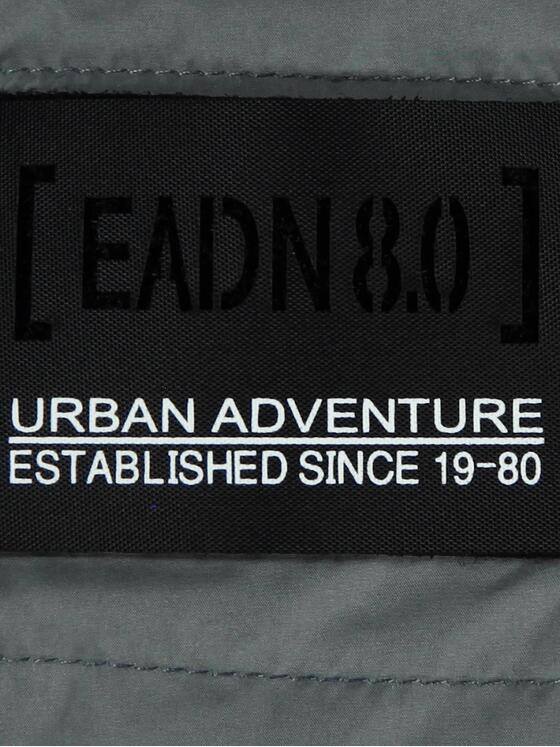 [ EADN 8.0 ]
URBAN ADVENTURE
ESTABLISHED SINCE 19-80